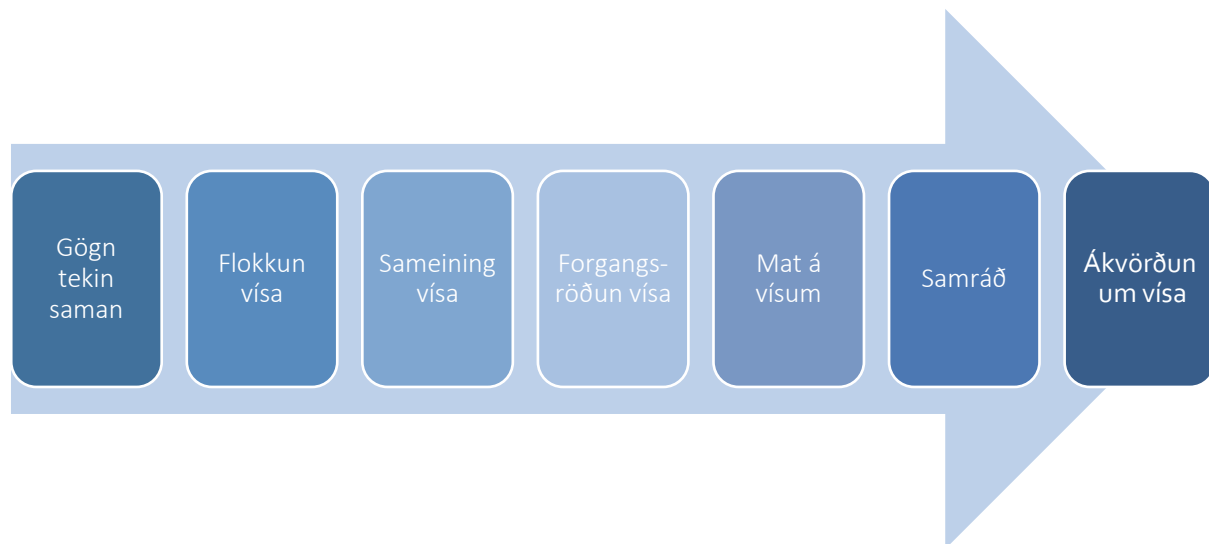 Gögn
tekin
saman
Flokkun
vísa
Sameining
vísa
Forgangs-
röðun vísa
Mat á
vísum
Samráð
Ákvörðun
um vísa